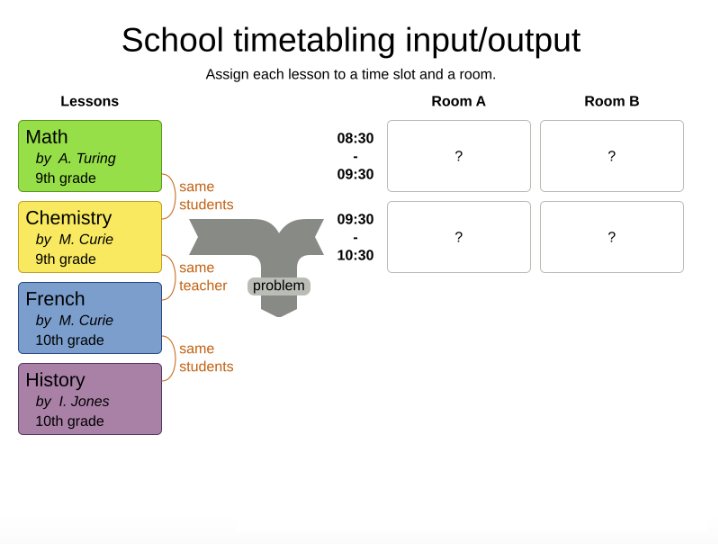 School timetabling input/output
Assign each lesson to a time slot and a room.
Lessons
Math
by A. Turing
9th grade
Chemistry
by M. Curie
9th grade
French
by M. Curie
10th grade
History
by I. Jones
10th grade
same
students
same
teacher
same
students
problem
Room A
Room B
08:30
-
09:30
?
?
09:30
-
10:30
?
?